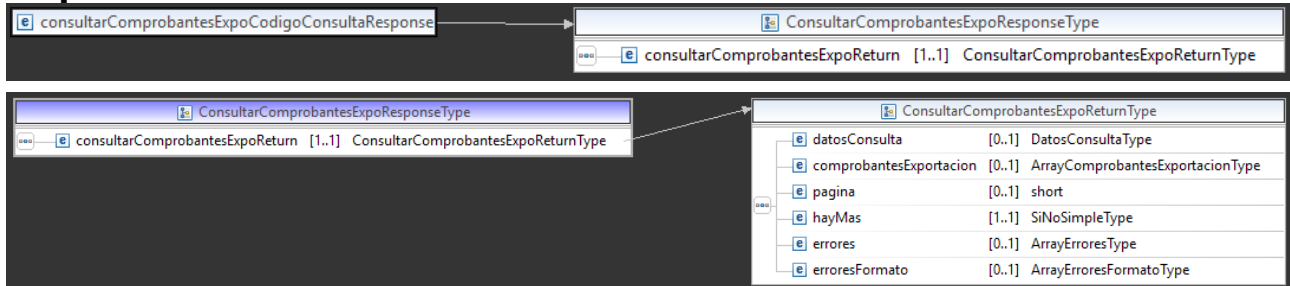 consultarComprobantesExpoCodigoConsultaResponse
ConsultarComprobantesExpoResponseType
consultarComprobantesExpoReturn [1..1] ConsultarComprobantesExpoReturnType
ConsultarComprobantesExpoResponseType
consultarComprobantesExpoReturn [1..1] ConsultarComprobantesExpoReturnType
ConsultarComprobantesExpoReturnType
datosConsulta [0..1] DatosConsultaType
comprobantesExportacion [0..1] ArrayComprobantesExportacionType
pagina [0..1] short
hayMas [1..1] SiNoSimpleType
errores [0..1] ArrayErroresType
erroresFormato [0..1] ArrayErroresFormatoType